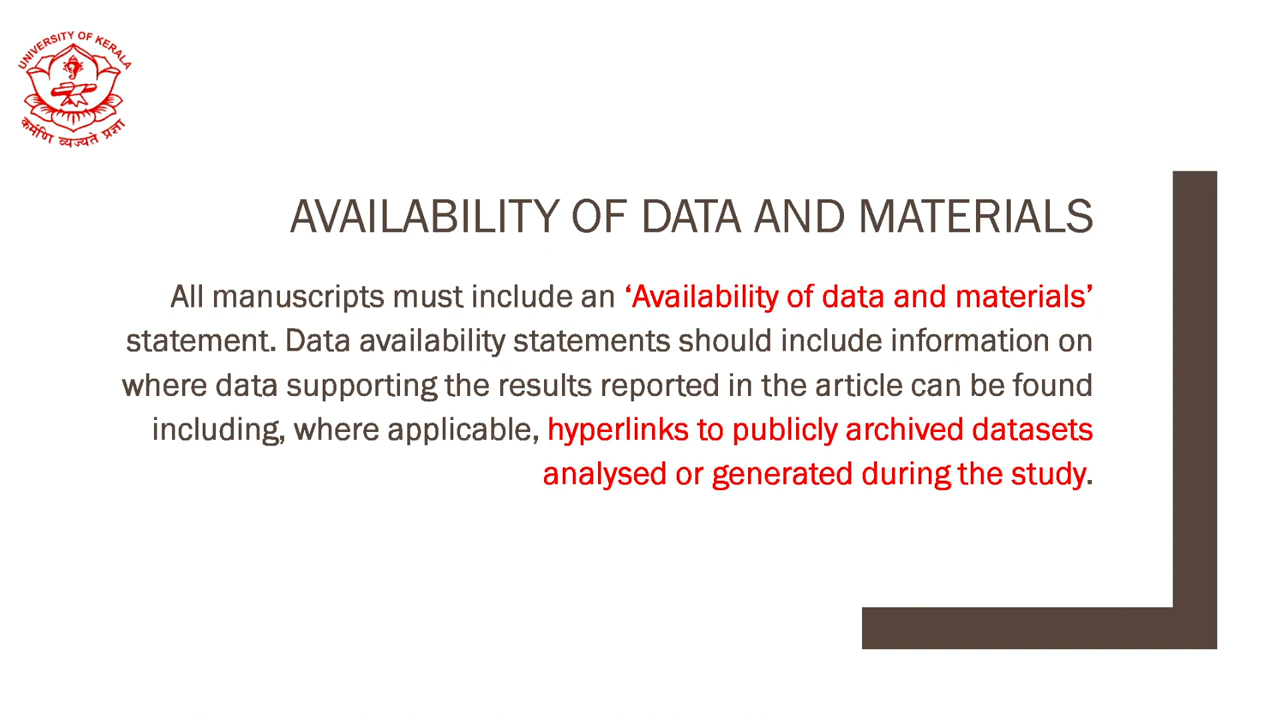 UNIVERSITY OF KERALA
कर्मणि व्यज्यते प्रज्ञा
AVAILABILITY OF DATA AND MATERIALS
All manuscripts must include an ‘Availability of data and materials’
statement. Data availability statements should include information on
where data supporting the results reported in the article can be found
including, where applicable, hyperlinks to publicly archived datasets
analysed or generated during the study.